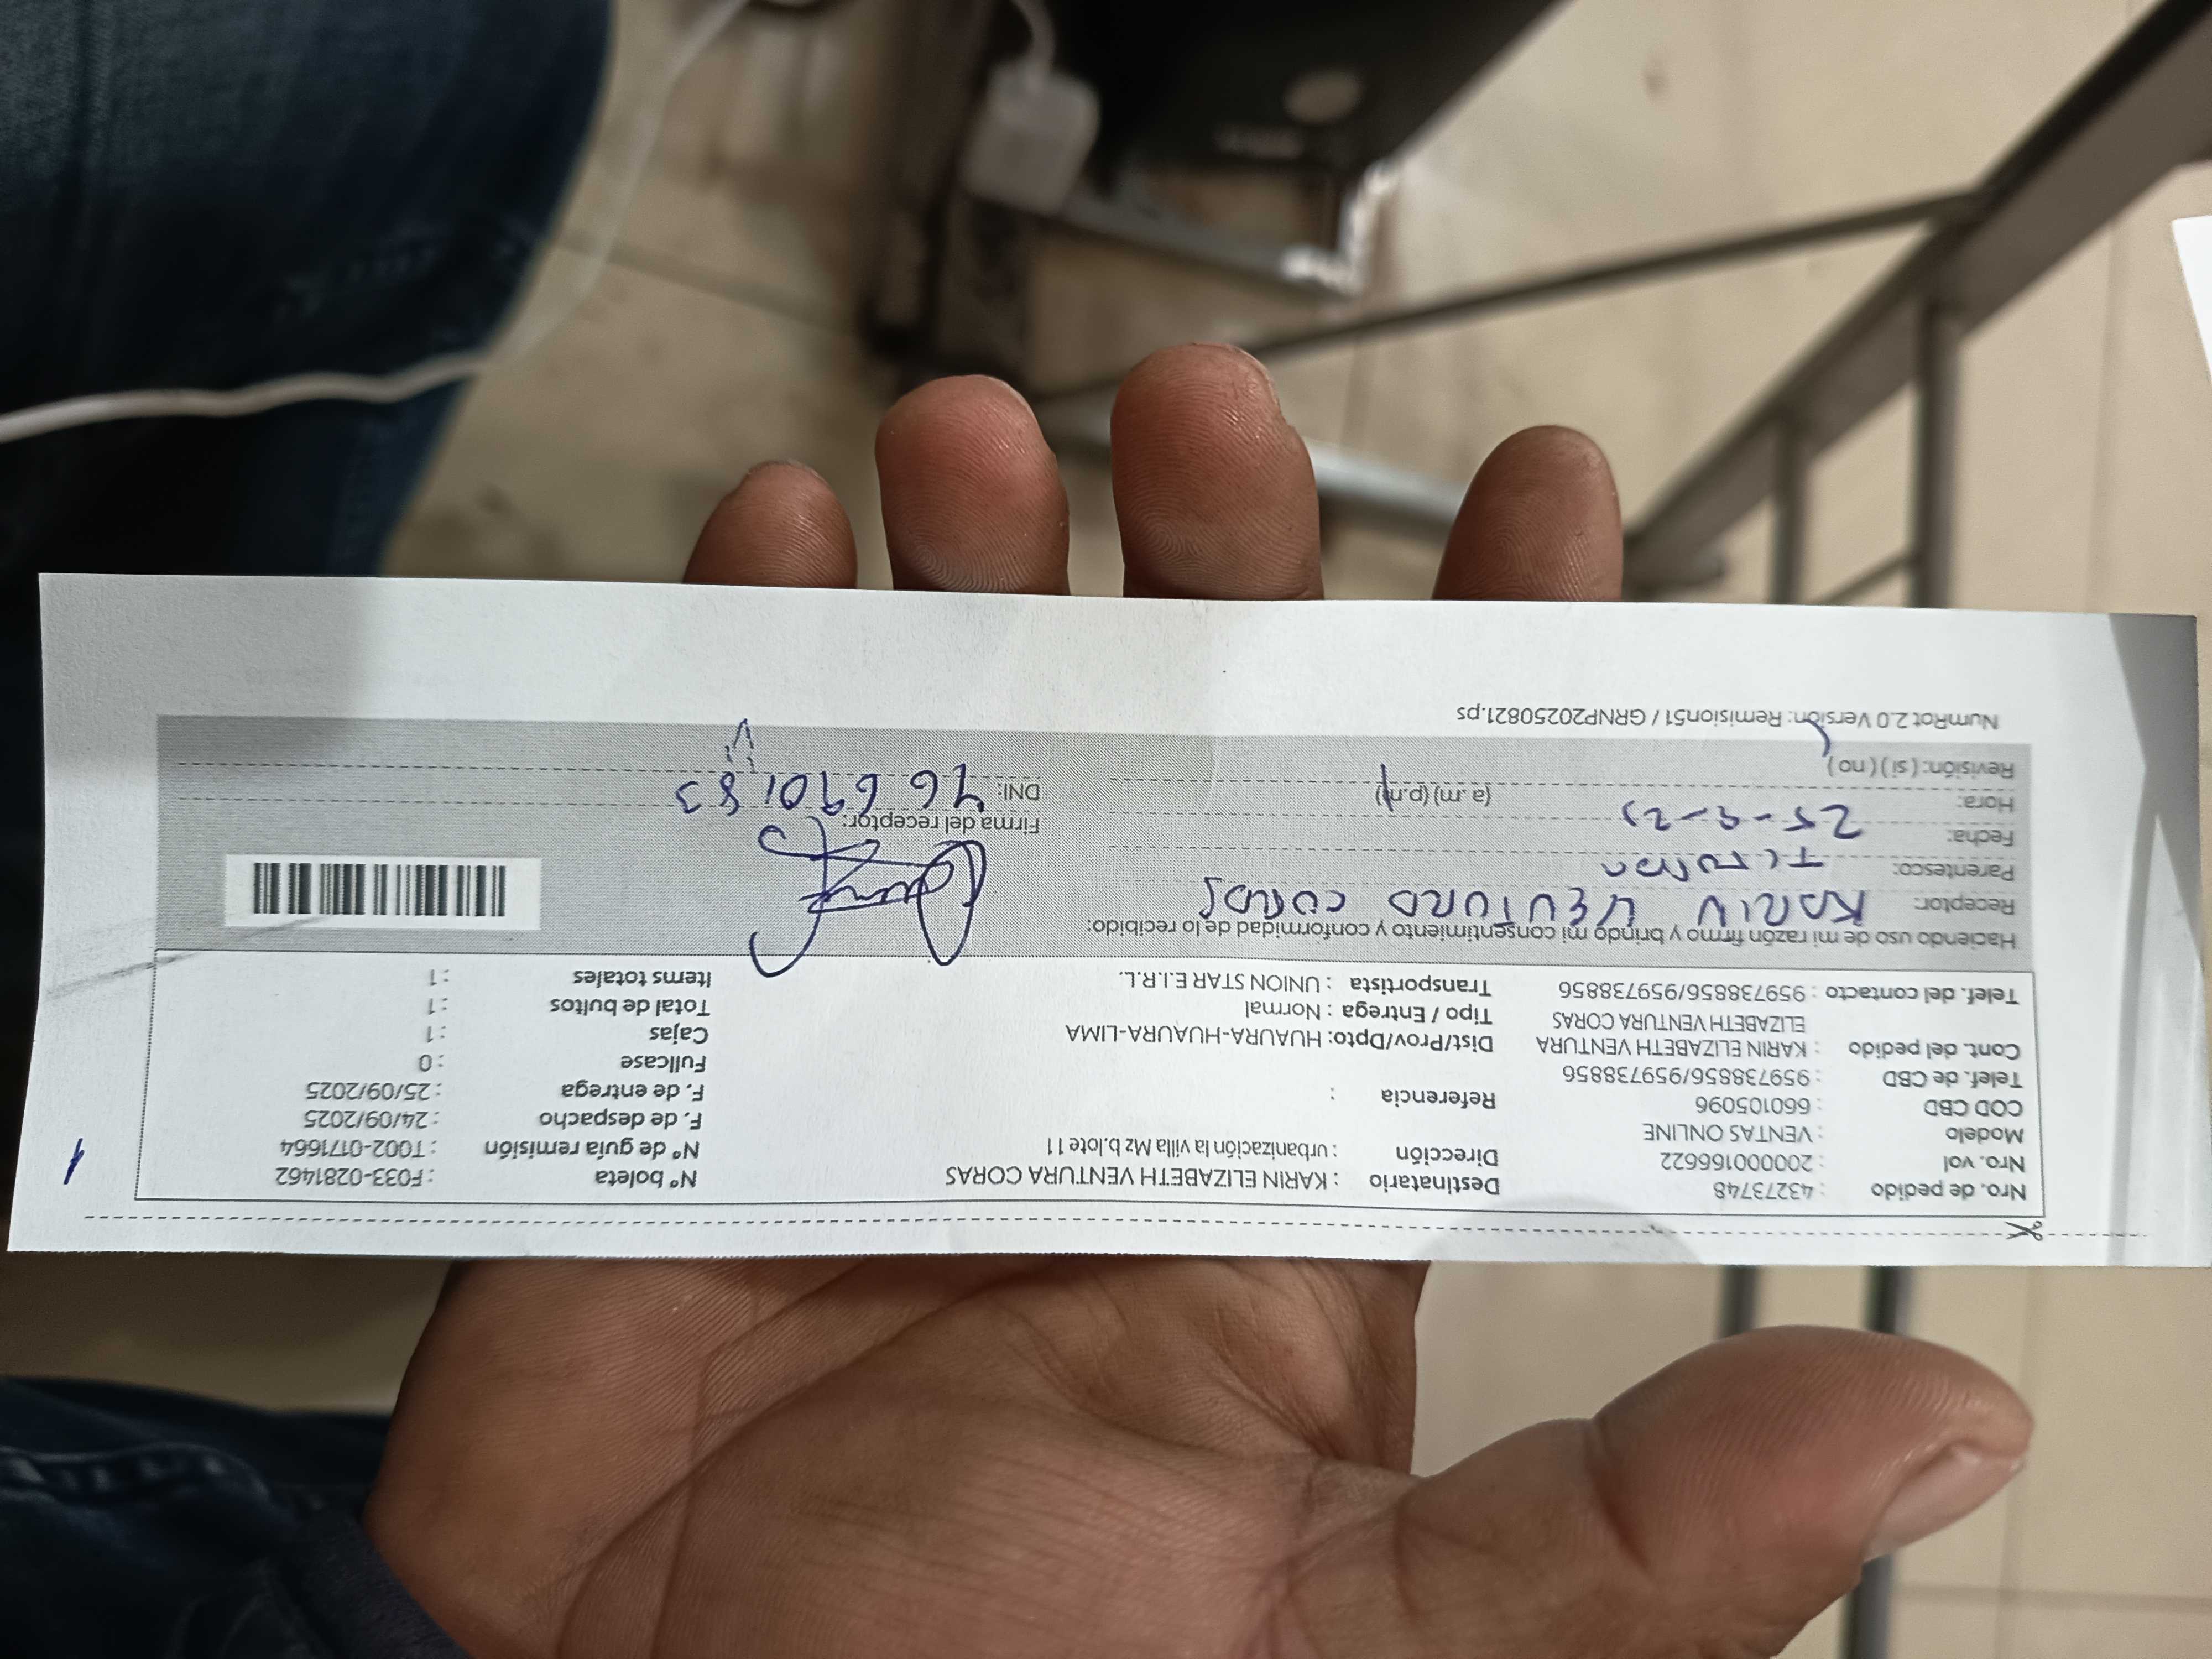 Nro. de pedido : 43273748
Nro. vol : 200000166622
Modelo : VENTAS ONLINE
COD CBD : 660105096
Telef. de CBD : 959738856/959738856
Cont. del pedido : KARIN ELIZABETH VENTURA
ELIZABETH VENTURA CORAS
Telef. del contacto : 959738856/959738856
Destinatario : KARIN ELIZABETH VENTURA CORAS
Dirección : urbanización la villa Mz b.lote 11
Referencia :
Dist/Prov/Dpto: HUAURA-HUAURA-LIMA
Tipo / Entrega : Normal
Transportista : UNION STAR E.I.R.L.
N° boleta : F033-0281462
N° de guía remisión : T002-0171664
F. de despacho : 24/09/2025
F. de entrega : 25/09/2025
Fullcase : 0
Cajas : 1
Total de bultos : 1
Items totales : 1
1
Haciendo uso de mi razón firmo y brindo mi consentimiento y conformidad de lo recibido:
Receptor: KARIN VENTURA CORAS
Parentesco:
Fecha: 25-9-25
Hora: (a.m) (p.m)
Revisión: ( si ) ( no )
Firma del receptor:
DNI: 76690183
NumRot 2.0 Versión: Remision51 / GRNP20250821.ps